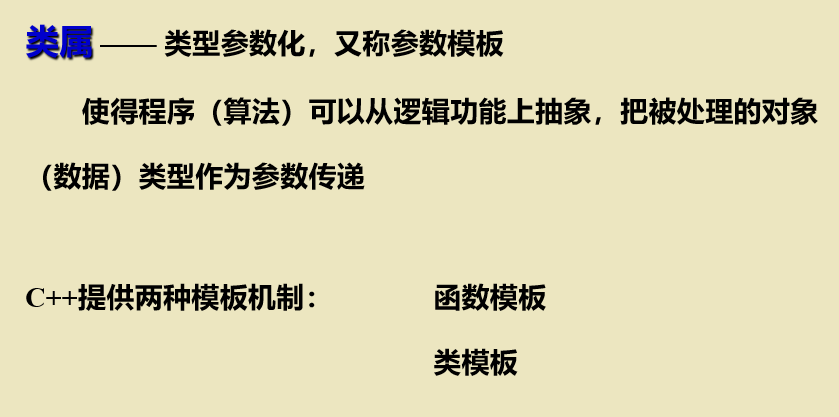 类属 —— 类型参数化，又称参数模板
使得程序（算法）可以从逻辑功能上抽象，把被处理的对象
（数据）类型作为参数传递
C++提供两种模板机制： 函数模板
类模板